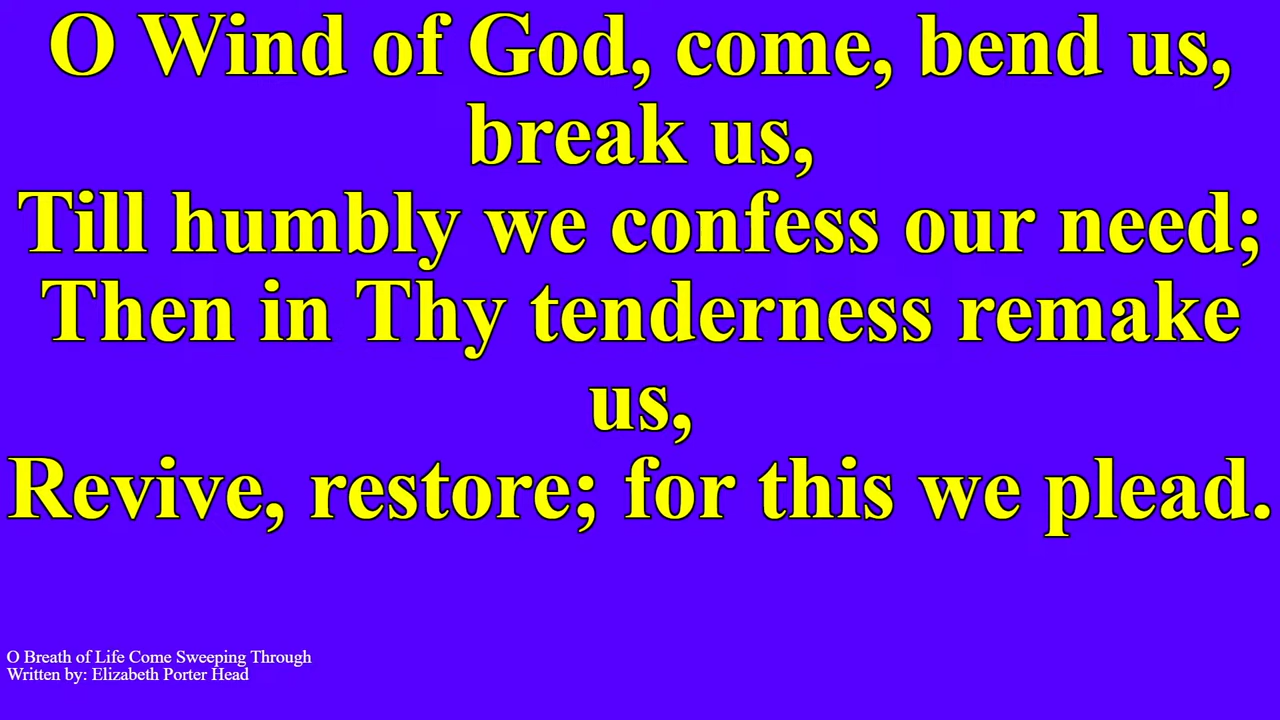 O Wind of God, come, bend us,
break us,
Till humbly we confess our need;
Then in Thy tenderness remake
us,
Revive, restore; for this we plead.
O Breath of Life Come Sweeping Through
Written by: Elizabeth Porter Head